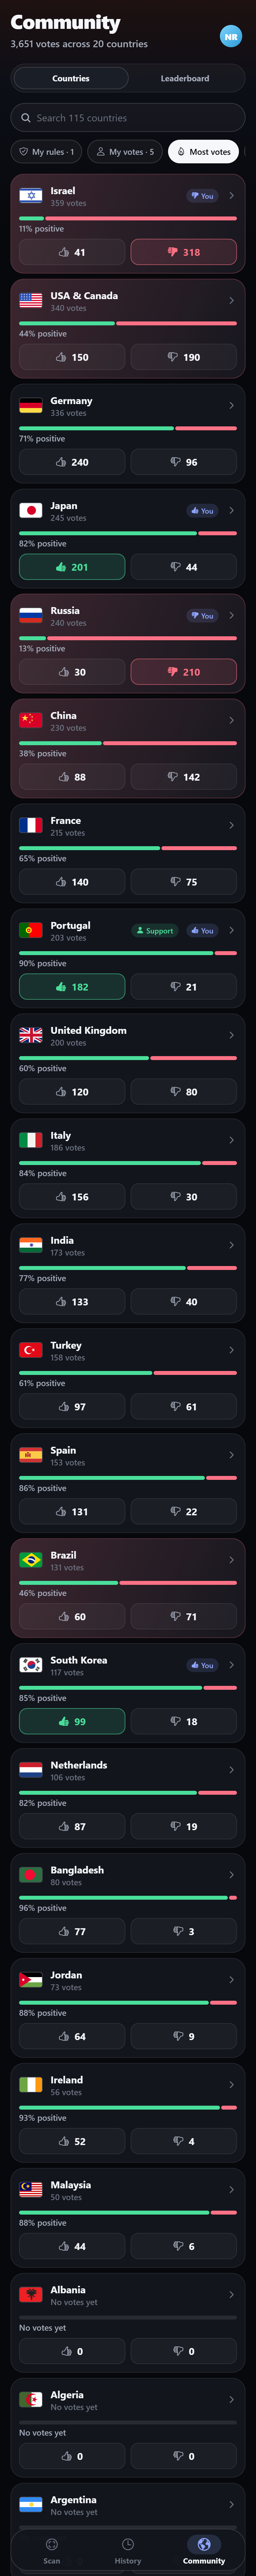 Community
3,651 votes across 20 countries
NR
Countries
Leaderboard
Search 115 countries
My rules · 1
My votes · 5
Most votes
Israel
359 votes
You
11% positive
41
318
USA & Canada
340 votes
44% positive
150
190
Germany
336 votes
71% positive
240
96
Japan
245 votes
You
82% positive
201
44
Russia
240 votes
You
13% positive
30
210
China
230 votes
38% positive
88
142
France
215 votes
65% positive
140
75
Portugal
203 votes
Support
You
90% positive
182
21
United Kingdom
200 votes
60% positive
120
80
Italy
186 votes
84% positive
156
30
India
173 votes
77% positive
133
40
Turkey
158 votes
61% positive
97
61
Spain
153 votes
86% positive
131
22
Brazil
131 votes
46% positive
60
71
South Korea
117 votes
You
85% positive
99
18
Netherlands
106 votes
82% positive
87
19
Bangladesh
80 votes
96% positive
77
3
Jordan
73 votes
88% positive
64
9
Ireland
56 votes
93% positive
52
4
Malaysia
50 votes
88% positive
44
6
Albania
No votes yet
No votes yet
0
0
Algeria
No votes yet
No votes yet
0
0
Argentina
No votes yet
Scan
History
Community